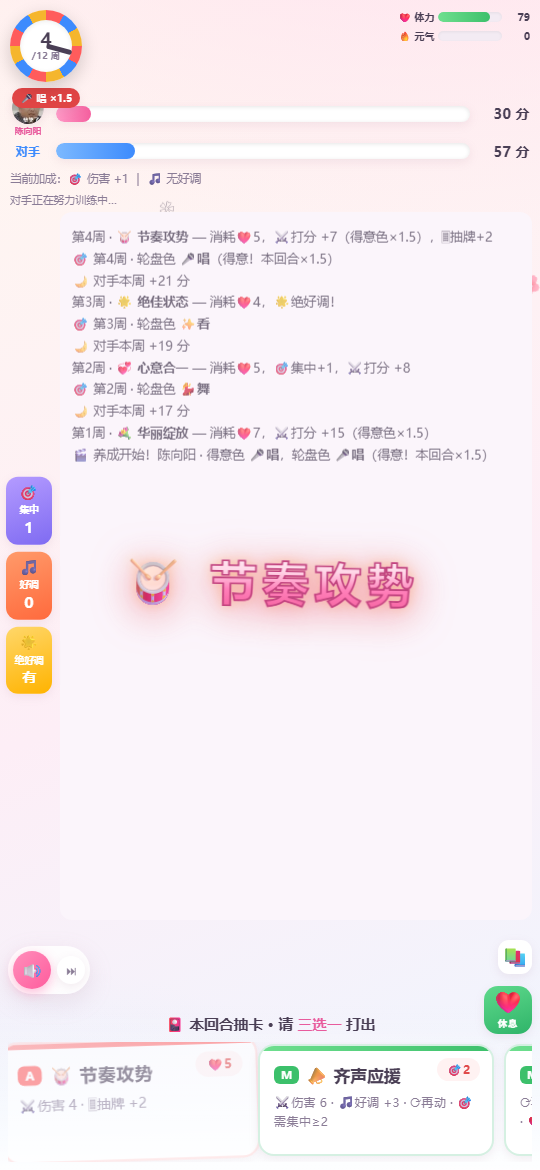 4
/12 周
体力 79
元气 0
唱 ×1.5
陈向阳
30 分
对手
57 分
当前加成: 伤害 +1 | 无好调
对手正在努力训练中...
第4周 · 节奏攻势 — 消耗 5, 打分 +7（得意色×1.5）, 抽牌+2
第4周 · 轮盘色 唱（得意！本回合×1.5）
对手本周 +21 分
第3周 · 绝佳状态 — 消耗 4, 绝好调！
第3周 · 轮盘色 看
对手本周 +19 分
第2周 · 心意合一 — 消耗 5, 集中+1, 打分 +8
第2周 · 轮盘色 舞
对手本周 +17 分
第1周 · 华丽绽放 — 消耗 7, 打分 +15（得意色×1.5）
养成开始！陈向阳 · 得意色 唱, 轮盘色 唱（得意！本回合×1.5）
集中
1
好调
0
绝好调
有
节奏攻势
休息
本回合抽卡 • 请 三选一 打出
A 节奏攻势 5
伤害 4 · 抽牌 +2
M 齐声应援 2
伤害 6 · 好调 +3 · 再动 ·
需集中≥2